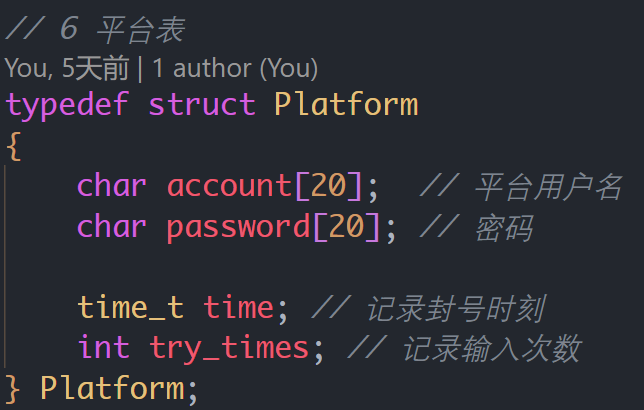 // 6 平台表
You, 5天前 | 1 author (You)
typedef struct Platform
{
    char account[20];  // 平台用户名
    char password[20]; // 密码
    time_t time; // 记录封号时刻
    int try_times; // 记录输入次数
} Platform;